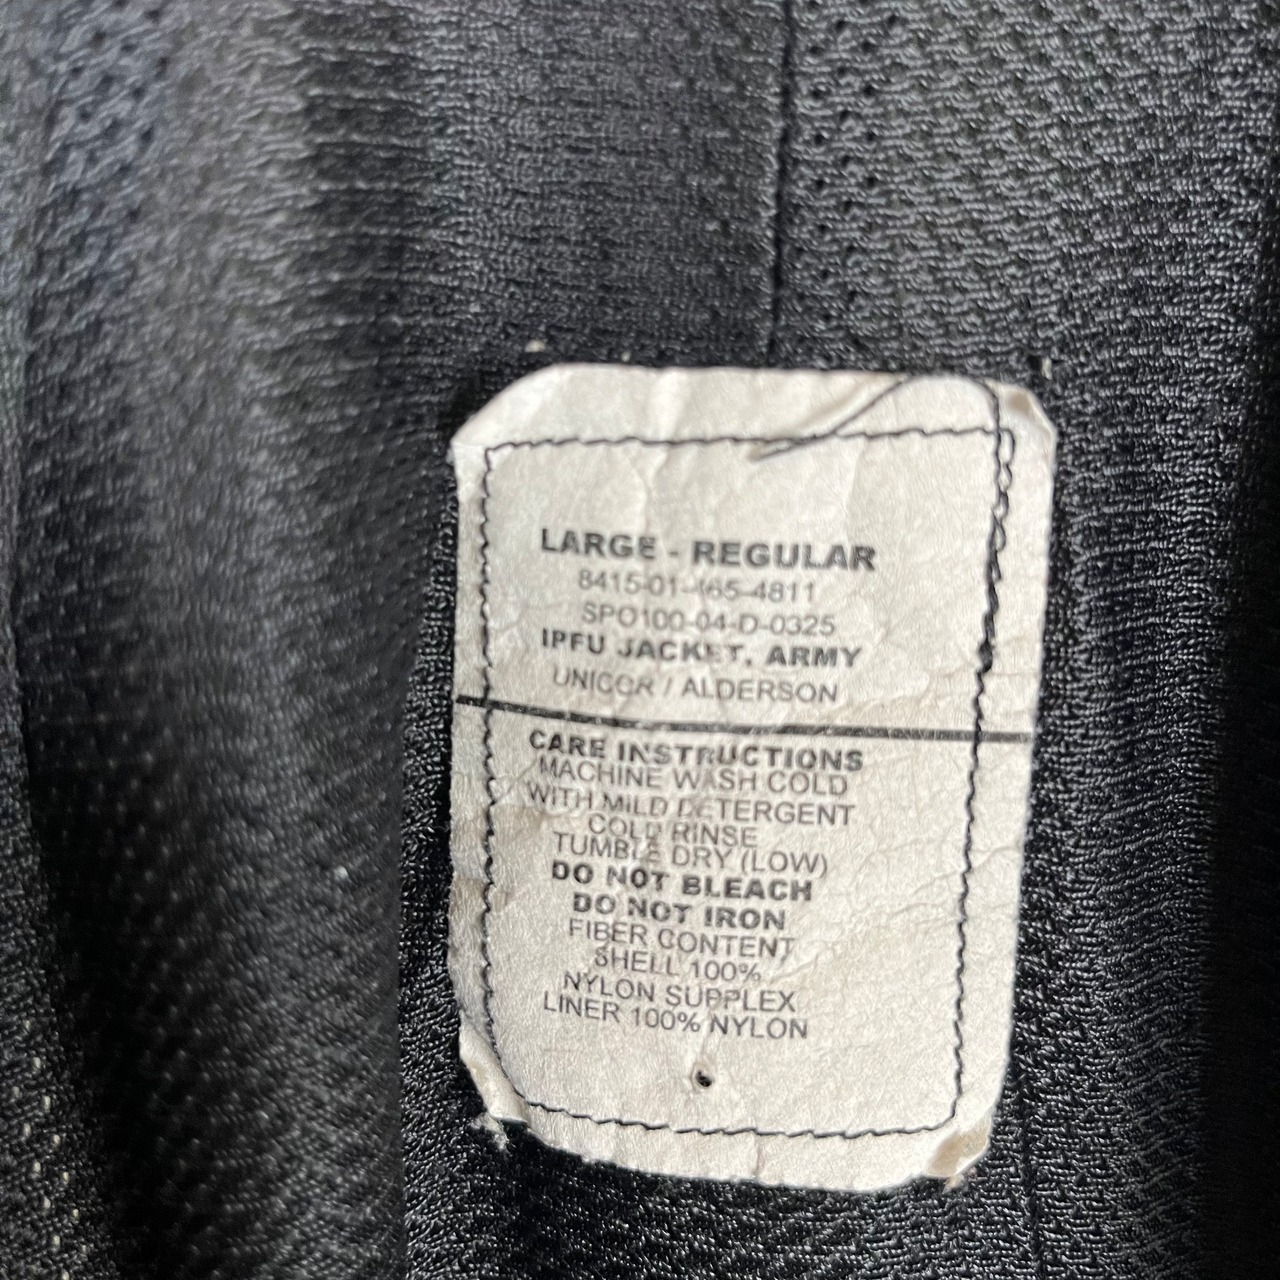 LARGE - REGULAR
8415-01-465-4811
SPO100-04-D-0325
IPFU JACKET, ARMY
UNICOR / ALDERSON
CARE INSTRUCTIONS
MACHINE WASH COLD
WITH MILD DETERGENT
COLD RINSE
TUMBLE DRY (LOW)
DO NOT BLEACH
DO NOT IRON
FIBER CONTENT
SHELL 100%
NYLON SUPPLEX
LINER 100% NYLON